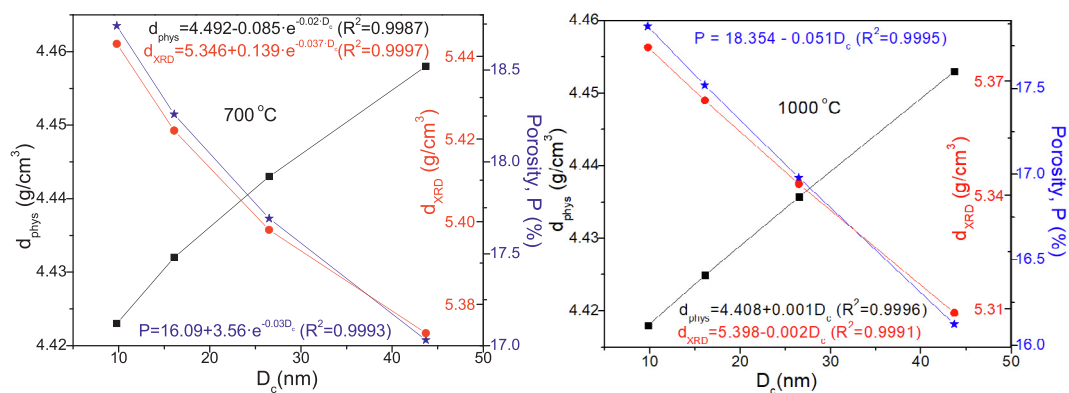 d_phys=4.492-0.085·e^-0.02·D_c (R²=0.9987)
d_XRD=5.346+0.139·e^-0.037·D_c (R²=0.9997)
700 °C
P=16.09+3.56·e^-0.03D_c (R²=0.9993)
4.46
4.45
4.44
4.43
4.42
d_phys (g/cm³)
0
10
20
30
40
50
D_c(nm)
5.44
5.42
5.40
5.38
d_XRD (g/cm³)
18.5
18.0
17.5
17.0
Porosity, P (%)
P = 18.354 - 0.051D_c (R²=0.9995)
1000 °C
d_phys=4.408+0.001D_c (R²=0.9996)
d_XRD=5.398-0.002D_c (R²=0.9991)
4.46
4.45
4.44
4.43
4.42
d_phys (g/cm³)
0
10
20
30
40
50
D_c(nm)
5.37
5.34
5.31
d_XRD (g/cm³)
17.5
17.0
16.5
16.0
Porosity, P (%)